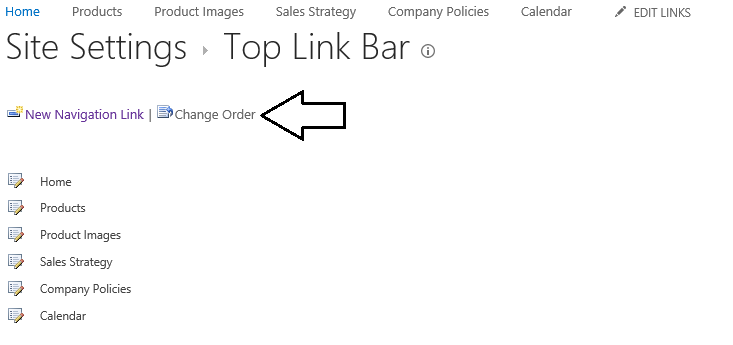 Home Products Product Images Sales Strategy Company Policies Calendar EDIT LINKS
Site Settings Top Link Bar
New Navigation Link | Change Order
Home
Products
Product Images
Sales Strategy
Company Policies
Calendar